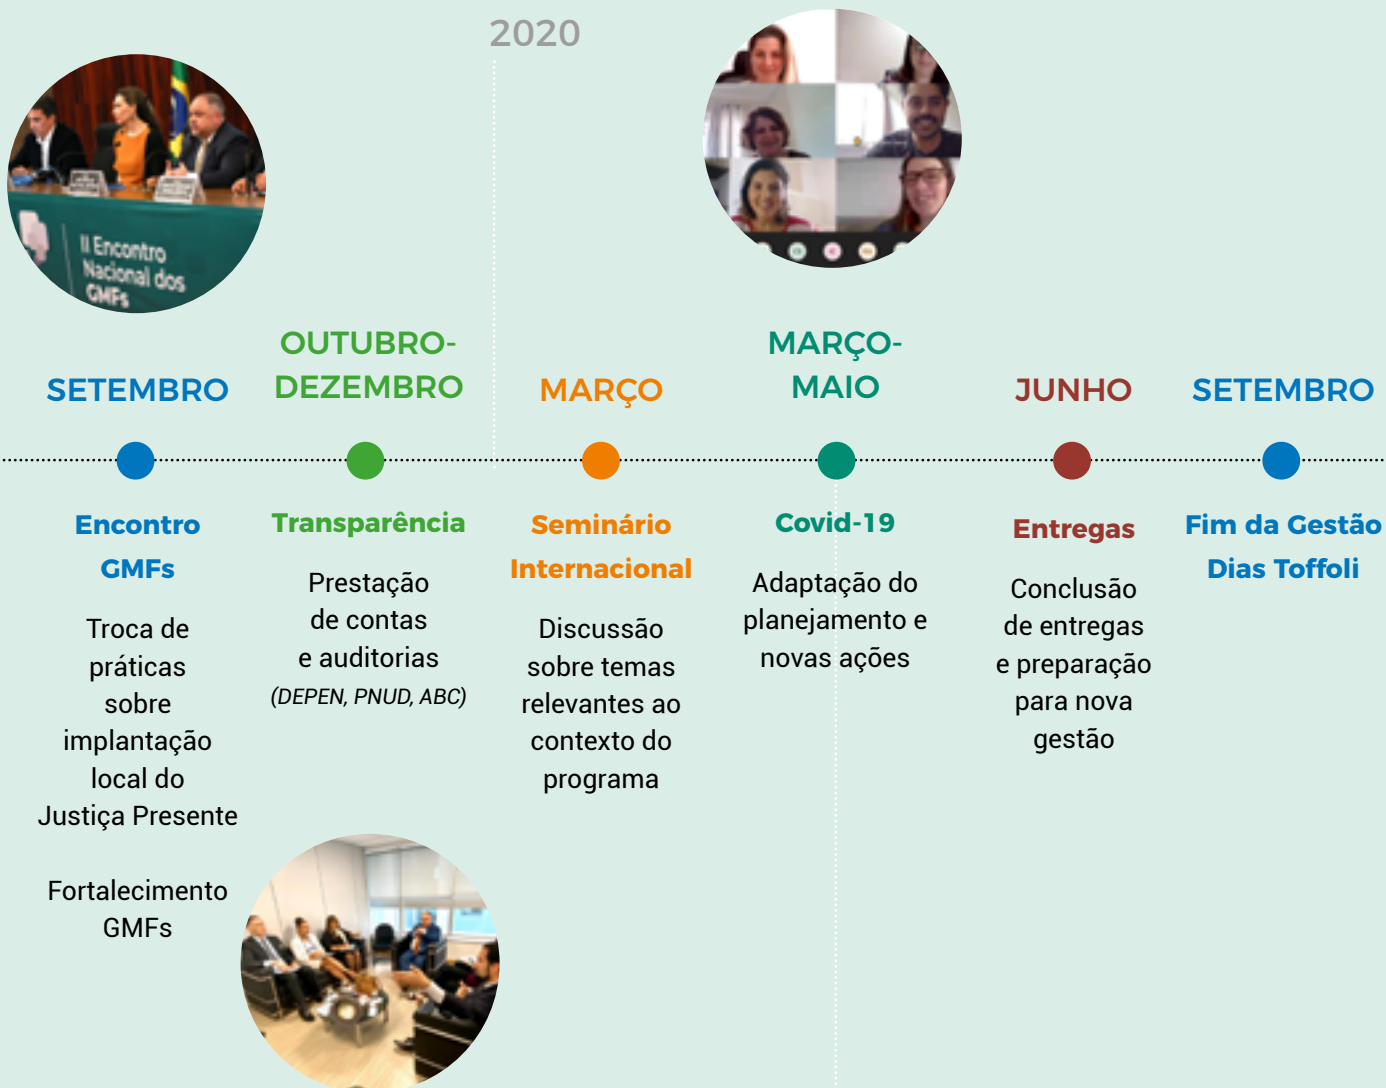 2020
II Encontro
Nacional dos
GMFs
SETEMBRO
Encontro
GMFs
Troca de
práticas
sobre
implantação
local do
Justiça Presente
Fortalecimento
GMFs
OUTUBRO-
DEZEMBRO
Transparência
Prestação
de contas
e auditorias
(DEPEN, PNUD, ABC)
MARÇO
Seminário
Internacional
Discussão
sobre temas
relevantes ao
contexto do
programa
MARÇO-
MAIO
Covid-19
Adaptação do
planejamento e
novas ações
JUNHO
Entregas
Conclusão
de entregas
e preparação
para nova
gestão
SETEMBRO
Fim da Gestão
Dias Toffoli